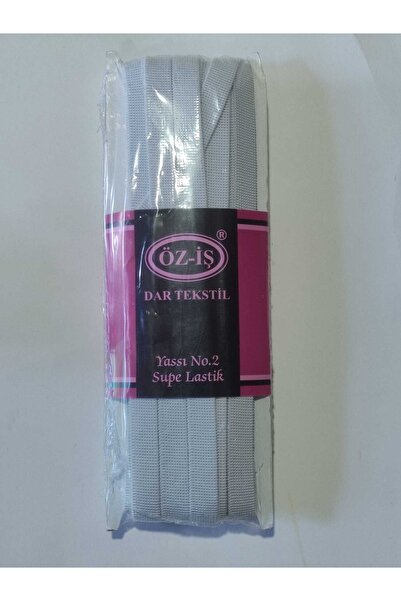 ®
ÖZ-İŞ
DAR TEKSTİL
Yassı No.2
Supe Lastik